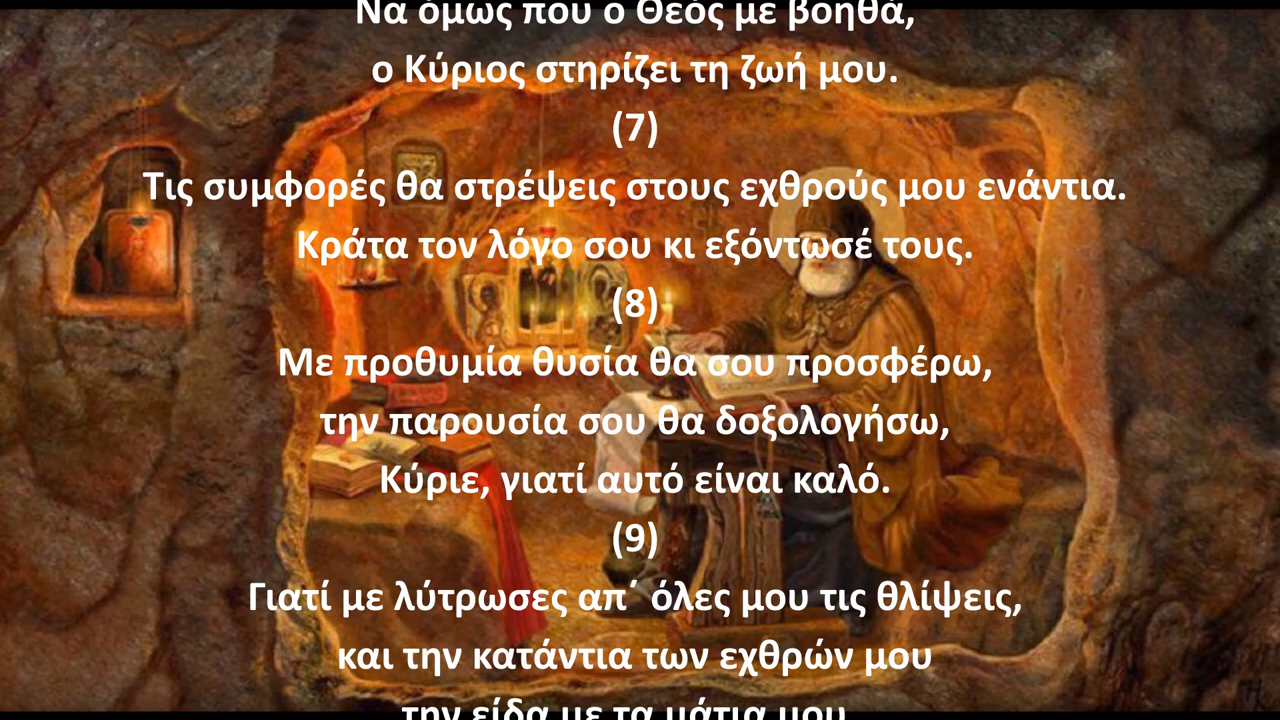 Να όμως που ο Θεός με βοηθά,
ο Κύριος στηρίζει τη ζωή μου.
(7)
Τις συμφορές θα στρέψεις στους εχθρούς μου ενάντια.
Κράτα τον λόγο σου κι εξόντωσέ τους.
(8)
Με προθυμία θυσία θα σου προσφέρω,
την παρουσία σου θα δοξολογήσω,
Κύριε, γιατί αυτό είναι καλό.
(9)
Γιατί με λύτρωσες απ΄ όλες μου τις θλίψεις,
και την κατάντια των εχθρών μου
την είδα με τα μάτια μου